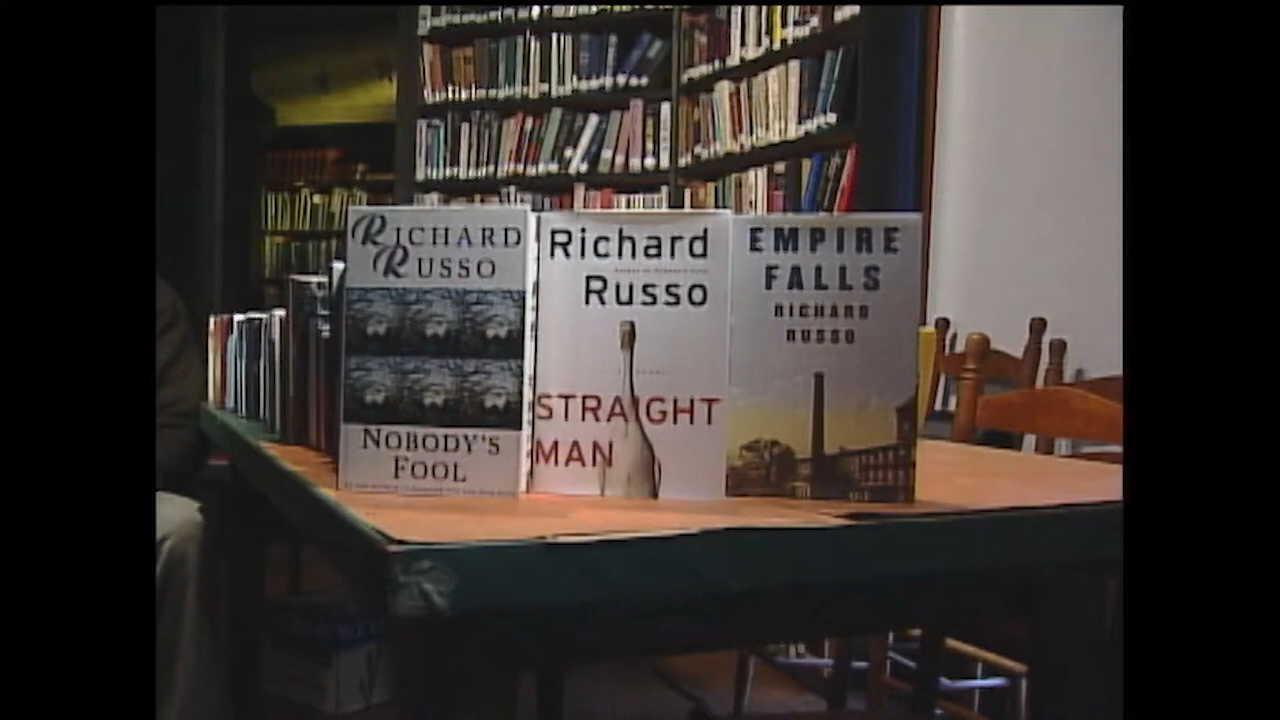 RICHARD
RUSSO
NOBODY'S
FOOL
Richard
Russo
STRAIGHT
MAN
EMPIRE
FALLS
RICHARD
RUSSO